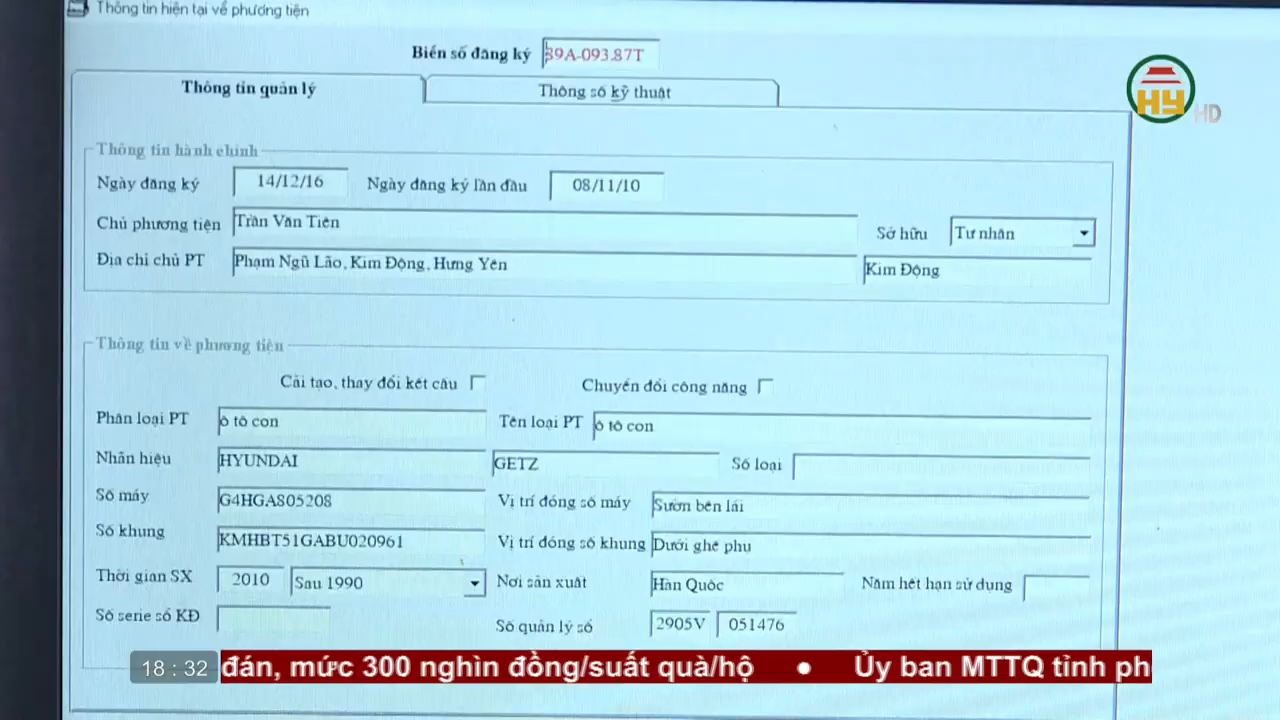 Thông tin hiện tại về phương tiện
Biển số đăng ký 39A-093.87T
Thông tin quản lý Thông số kỹ thuật
HY HD
Thông tin hành chính
Ngày đăng ký 14/12/16 Ngày đăng ký lần đầu 08/11/10
Chủ phương tiện Trần Văn Tiên Sở hữu Tư nhân
Địa chỉ chủ PT Phạm Ngũ Lão, Kim Động, Hưng Yên Kim Động
Thông tin về phương tiện
Cải tạo, thay đổi kết cấu Chuyển đổi công năng
Phân loại PT ô tô con Tên loại PT ô tô con
Nhãn hiệu HYUNDAI GETZ Số loại
Số máy G4HGA805208 Vị trí đóng số máy Sườn bên lái
Số khung KMHBT51GABU020961 Vị trí đóng số khung Dưới ghế phụ
Thời gian SX 2010 Sau 1990 Nơi sản xuất Hàn Quốc Năm hết hạn sử dụng
Số serie sổ KĐ Số quản lý sổ 2905V 051476
18 : 32 đán, mức 300 nghìn đồng/suất quà/hộ • Ủy ban MTTQ tỉnh ph